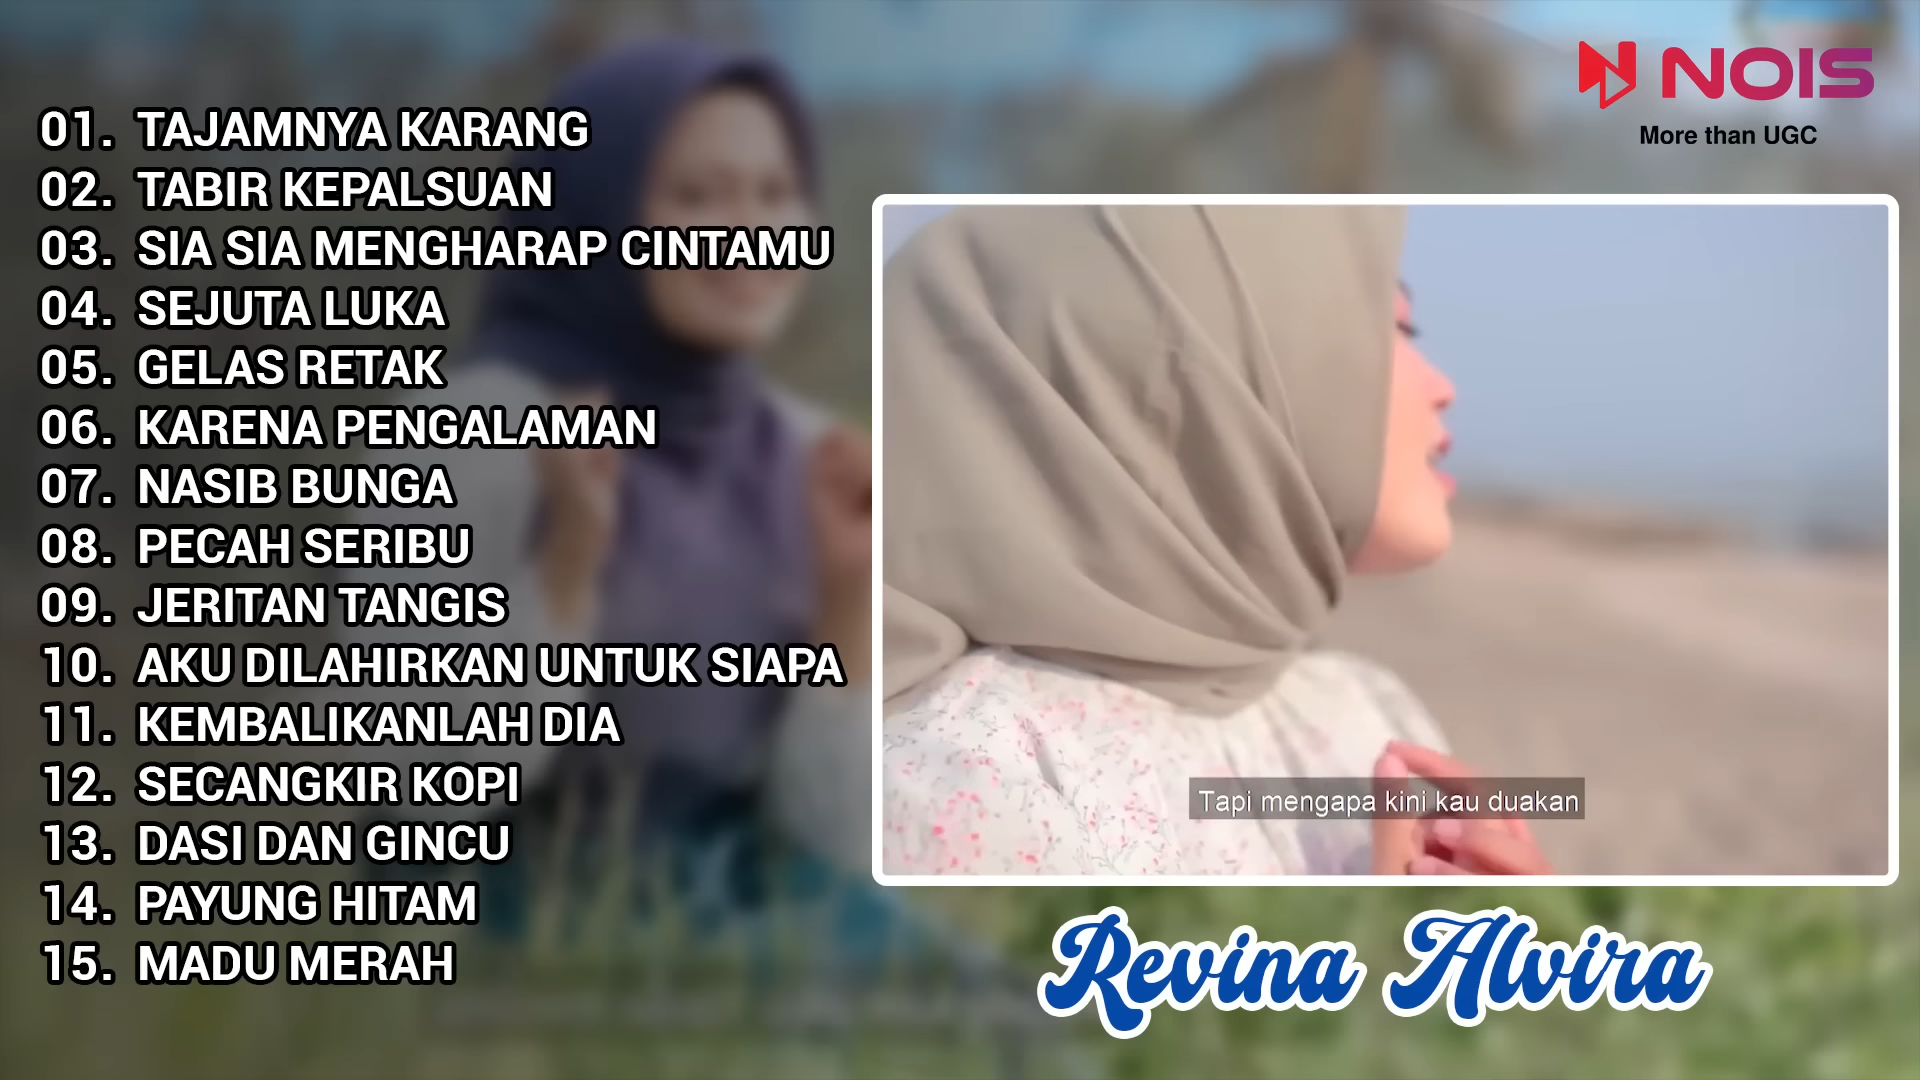 NOIS
More than UGC
01. TAJAMNYA KARANG
02. TABIR KEPALSUAN
03. SIA SIA MENGHARAP CINTAMU
04. SEJUTA LUKA
05. GELAS RETAK
06. KARENA PENGALAMAN
07. NASIB BUNGA
08. PECAH SERIBU
09. JERITAN TANGIS
10. AKU DILAHIRKAN UNTUK SIAPA
11. KEMBALIKANLAH DIA
12. SECANGKIR KOPI
13. DASI DAN GINCU
14. PAYUNG HITAM
15. MADU MERAH
Tapi mengapa kini kau duakan
Revina Alvira